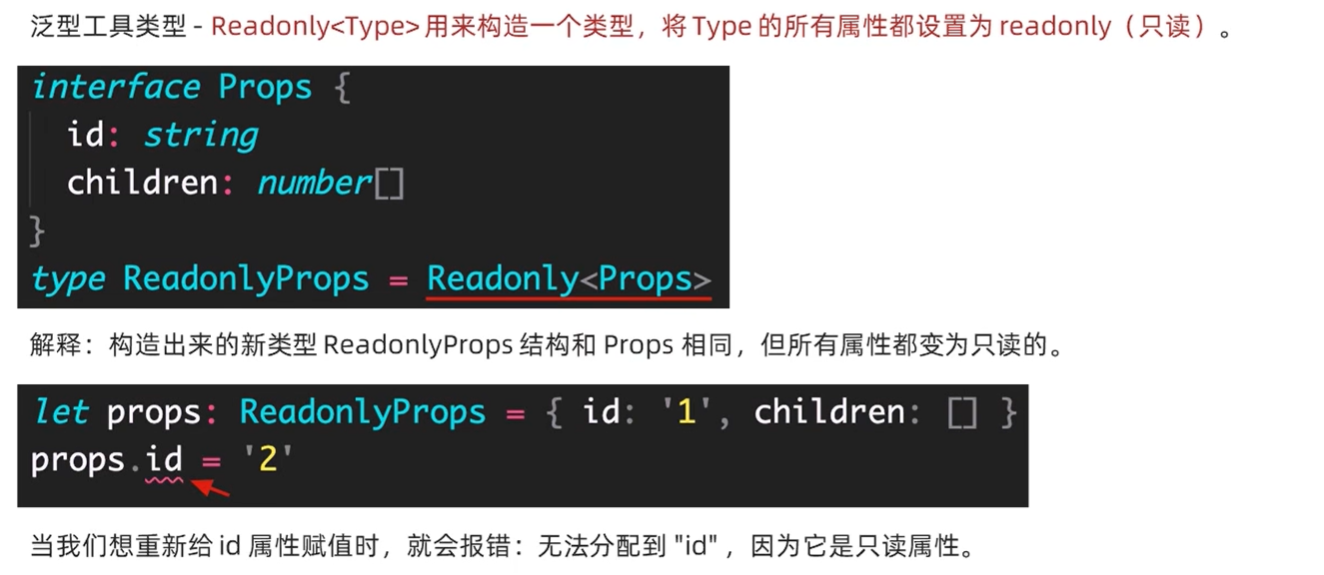 泛型工具类型 - Readonly<Type> 用来构造一个类型，将 Type 的所有属性都设置为 readonly（只读）。
interface Props {
  id: string
  children: number[]
}
type ReadonlyProps = Readonly<Props>
解释：构造出来的新类型 ReadonlyProps 结构和 Props 相同，但所有属性都变为只读的。
let props: ReadonlyProps = { id: '1', children: [] }
props.id = '2'
当我们想重新给 id 属性赋值时，就会报错：无法分配到 "id" ，因为它是只读属性。